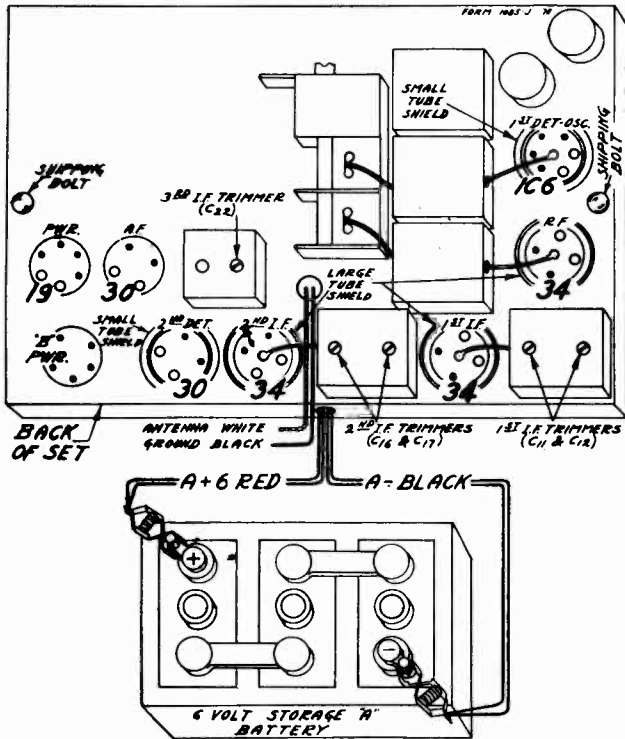 FORM 1085-J
SMALL
TUBE
SHIELD
1ST DET-OSC.
1C6
SHIPPING
BOLT
SHIPPING
BOLT
3RD I.F. TRIMMER
(C22)
PWR.
19
A.F.
30
R.F.
34
LARGE
TUBE
SHIELD
"B"
PWR.
SMALL
TUBE
SHIELD
2ND DET.
30
2ND I.F.
34
1ST I.F.
34
BACK
OF SET
ANTENNA WHITE
GROUND BLACK
2ND I.F. TRIMMERS
(C16 & C17)
1ST I.F. TRIMMERS
(C11 & C12)
A+6 RED
A-BLACK
+
-
6 VOLT STORAGE "A"
BATTERY